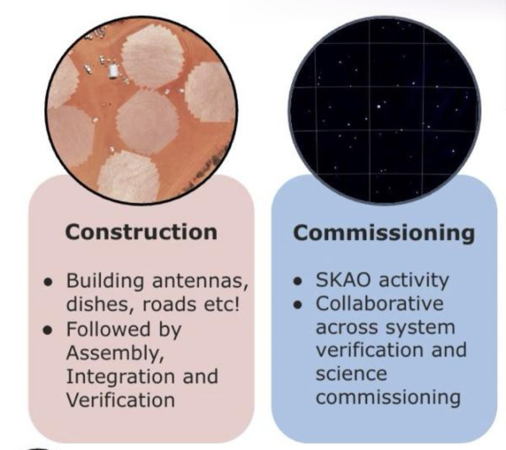 Construction
● Building antennas,
dishes, roads etc!
● Followed by
Assembly,
Integration and
Verification
Commissioning
● SKAO activity
● Collaborative
across system
verification and
science
commissioning